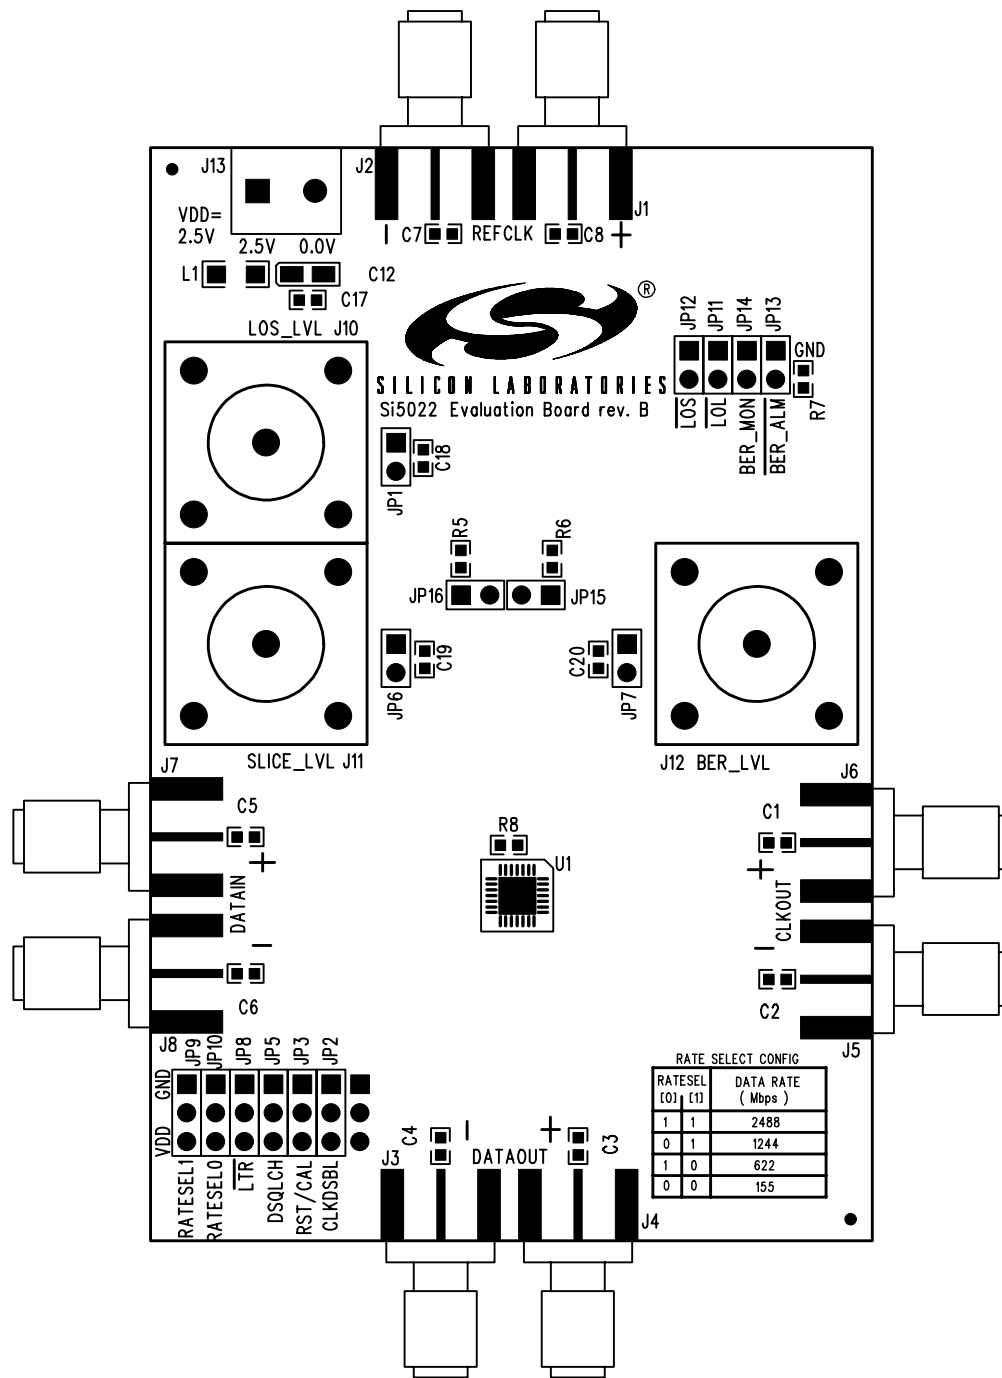 J13
J2
J1
VDD=
2.5V
2.5V 0.0V
− C7 REFCLK C8 +
L1
C12
C17
LOS_LVL J10
®
SILICON LABORATORIES
Si5022 Evaluation Board rev. B
JP12
JP11
JP14
JP13
GND
R7
LOS
LOL
BER_MON
BER_ALM
JP1
C18
R5
R6
JP16
JP15
JP6
C19
C20
JP7
SLICE_LVL J11
J12 BER_LVL
J7
C5
+
DATAIN
−
C6
J8
R8
U1
J6
C1
+
CLKOUT
−
C2
J5
JP9
JP10
JP8
JP5
JP3
JP2
GND
VDD
RATESEL1
RATESEL0
LTR
DSQLCH
RST/CAL
CLKDSBL
− +
C4
C3
DATAOUT
J3
J4
RATE SELECT CONFIG
RATESEL DATA RATE
[0] [1] ( Mbps )
1 1 2488
0 1 1244
1 0 622
0 0 155